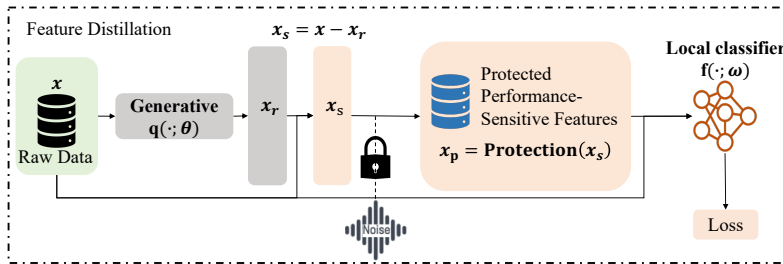 Feature Distillation
x_s = x − x_r
x
Raw Data
Generative
q(·; θ)
x_r
x_s
Noise
Protected
Performance-
Sensitive Features
x_p = Protection(x_s)
Local classifier
f(·; ω)
Loss